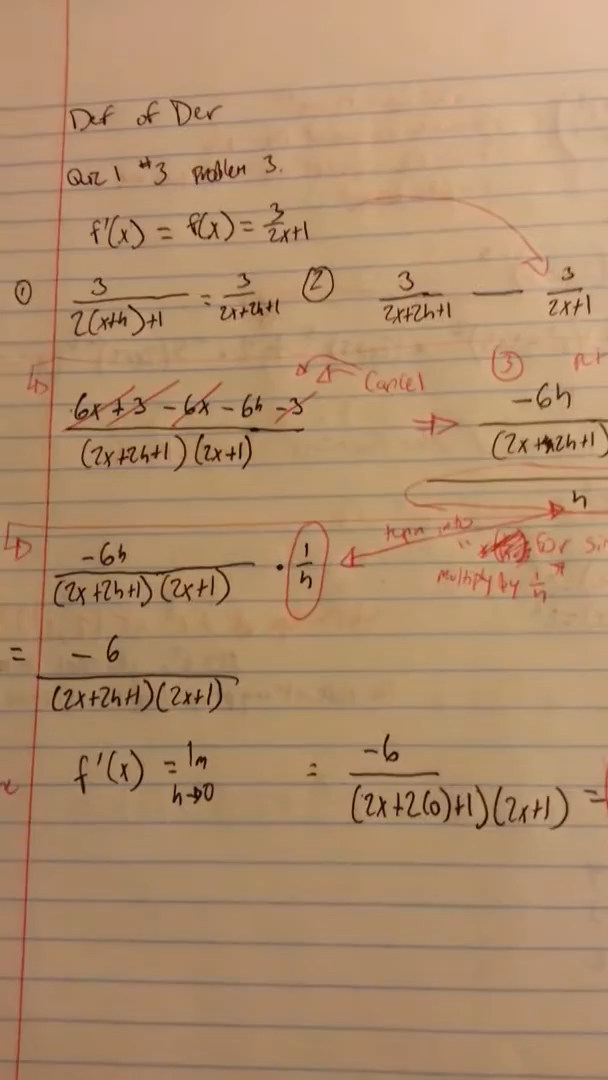 Def of Der
Quiz 1 #3 problem 3.
f'(x) = f(x) = 3/2x+1
① 3/2(x+h)+1 = 3/2x+2h+1 ② 3/2x+2h+1 — 3/2x+1
Cancel ③
6x+3-6x-6h-3/(2x+2h+1)(2x+1) ⇒ -6h/(2x+2h+1)
h
turn into
-6h/(2x+2h+1)(2x+1) · 1/h
for
multiply by 1/h
= -6/(2x+2h+1)(2x+1)
f'(x) = lim h→0 = -6/(2x+2(0)+1)(2x+1) =